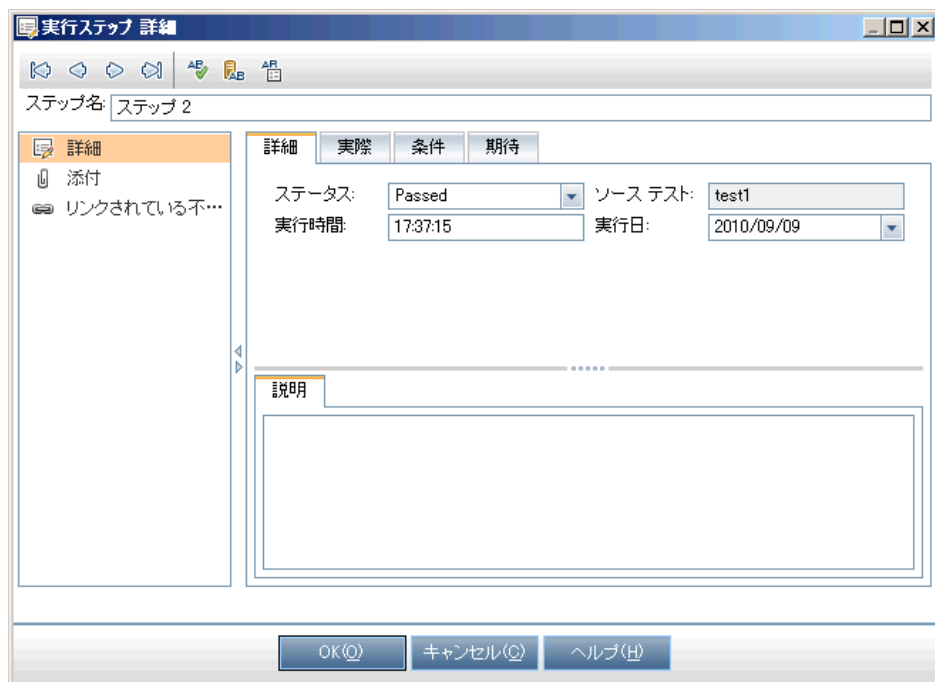 実行ステップ 詳細
ステップ名: ステップ 2
詳細
添付
リンクされている不…
詳細 実際 条件 期待
ステータス: Passed ソース テスト: test1
実行時間: 17:37:15 実行日: 2010/09/09
説明
OK(O) キャンセル(C) ヘルプ(H)